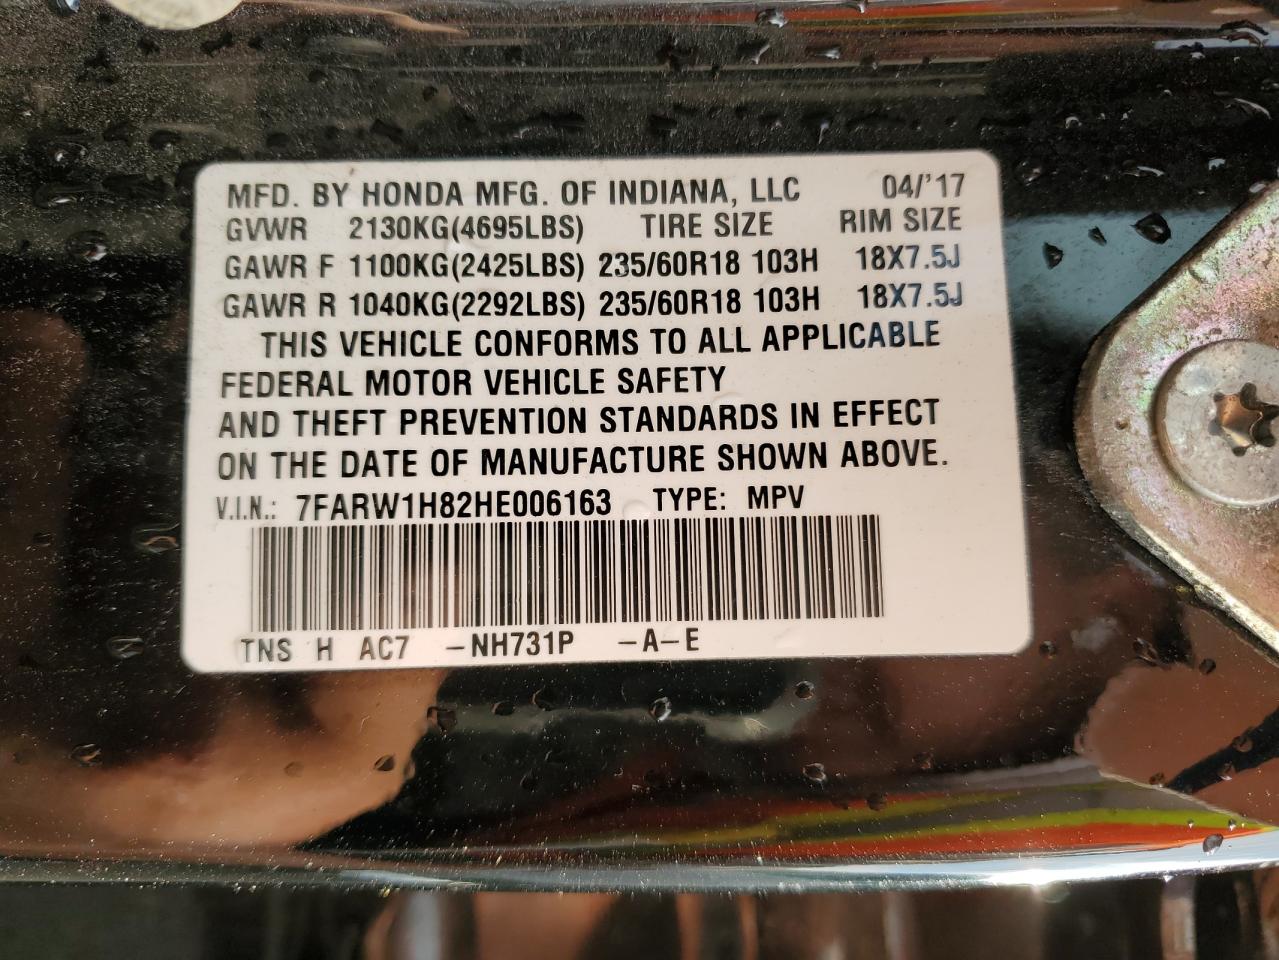 MFD. BY HONDA MFG. OF INDIANA, LLC 04/'17
GVWR 2130KG(4695LBS) TIRE SIZE RIM SIZE
GAWR F 1100KG(2425LBS) 235/60R18 103H 18X7.5J
GAWR R 1040KG(2292LBS) 235/60R18 103H 18X7.5J
THIS VEHICLE CONFORMS TO ALL APPLICABLE
FEDERAL MOTOR VEHICLE SAFETY
AND THEFT PREVENTION STANDARDS IN EFFECT
ON THE DATE OF MANUFACTURE SHOWN ABOVE.
V.I.N.: 7FARW1H82HE006163 TYPE: MPV
TNS H AC7 -NH731P -A-E